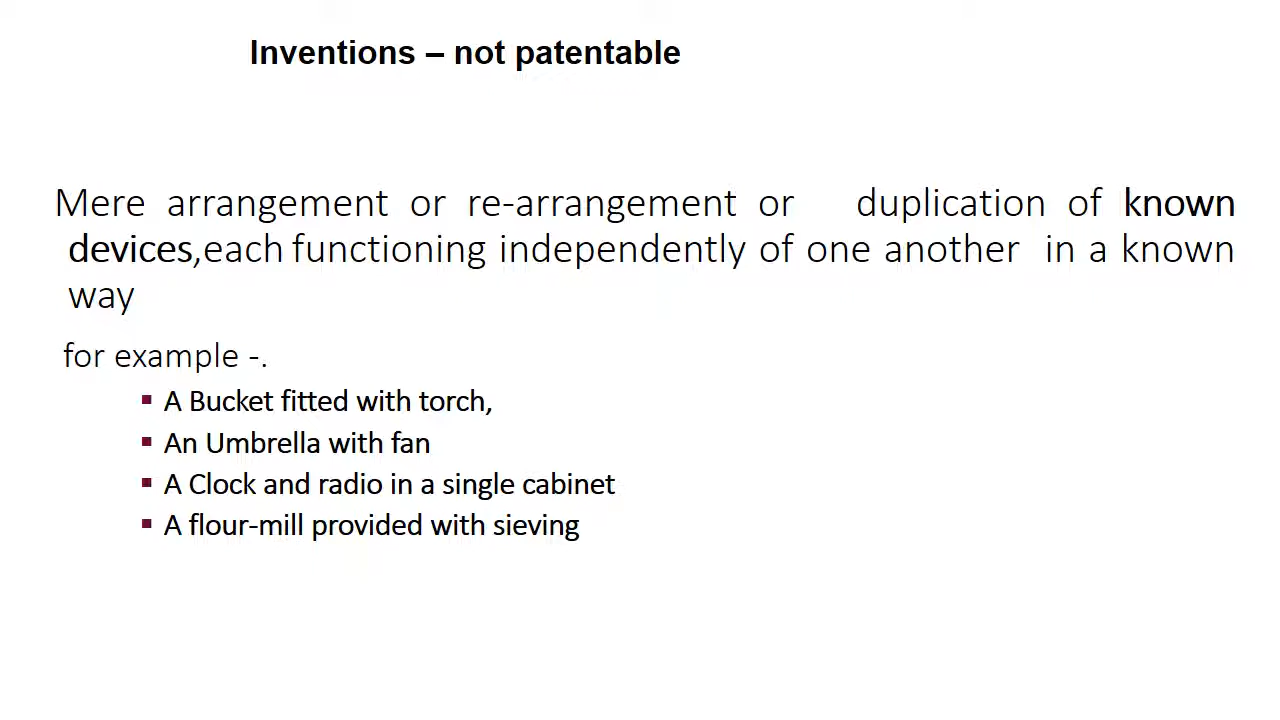 Inventions – not patentable
Mere arrangement or re-arrangement or duplication of known
devices,each functioning independently of one another in a known
way
for example -.
▪ A Bucket fitted with torch,
▪ An Umbrella with fan
▪ A Clock and radio in a single cabinet
▪ A flour-mill provided with sieving